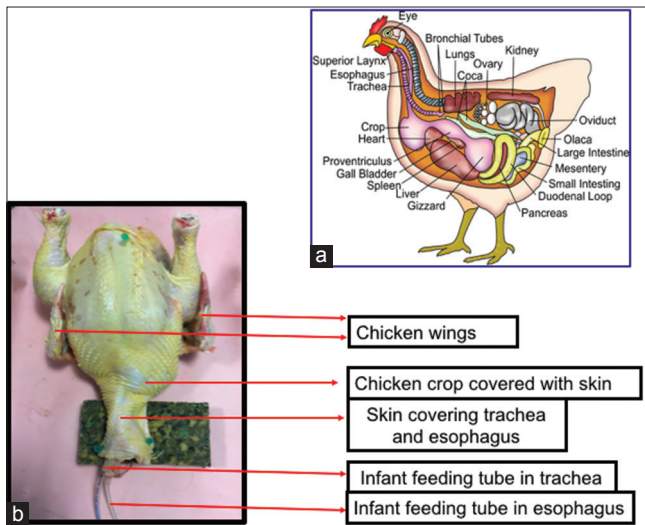 Eye
Bronchial Tubes
Lungs
Kidney
Superior Laynx
Coca
Ovary
Esophagus
Trachea
Oviduct
Crop
Heart
Olaca
Large Intestine
Proventriculus
Mesentery
Gall Bladder
Spleen
Small Intesting
Liver
Duodenal Loop
Gizzard
Pancreas
a
Chicken wings
Chicken crop covered with skin
Skin covering trachea
and esophagus
Infant feeding tube in trachea
Infant feeding tube in esophagus
b